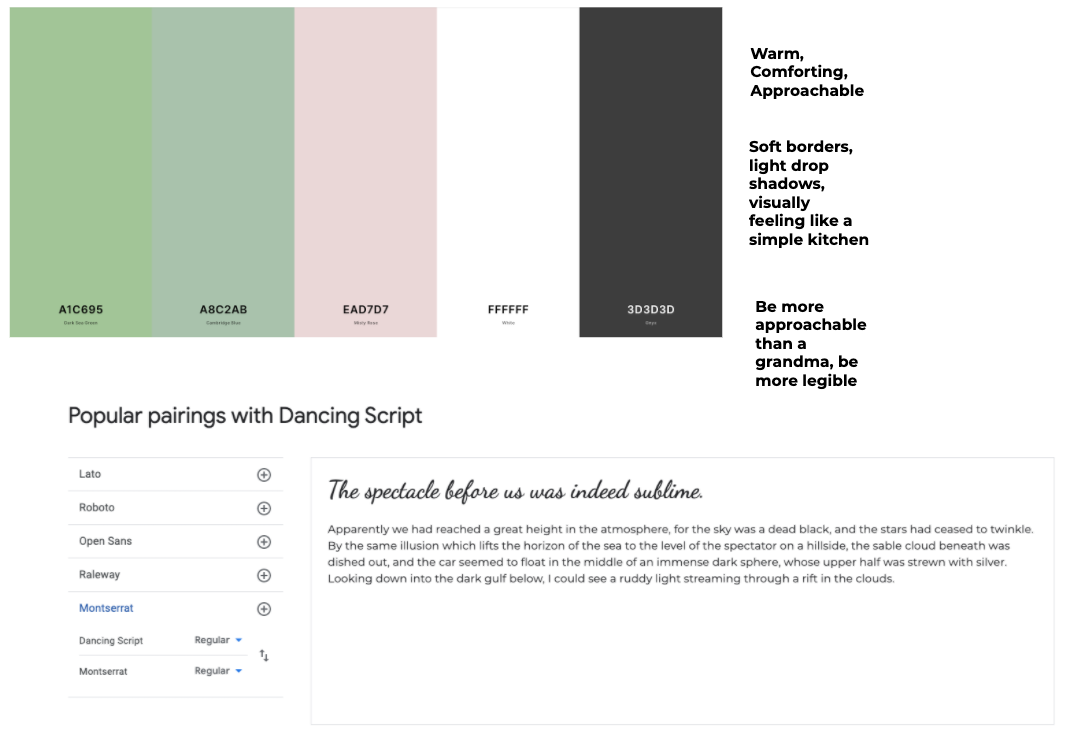 A1C695
Dark Sea Green
A8C2AB
Cambridge Blue
EAD7D7
Misty Rose
FFFFFF
White
3D3D3D
Onyx
Warm,
Comforting,
Approachable
Soft borders,
light drop
shadows,
visually
feeling like a
simple kitchen
Be more
approachable
than a
grandma, be
more legible
Popular pairings with Dancing Script
Lato
Roboto
Open Sans
Raleway
Montserrat
Dancing Script Regular
Montserrat Regular
The spectacle before us was indeed sublime.
Apparently we had reached a great height in the atmosphere, for the sky was a dead black, and the stars had ceased to twinkle.
By the same illusion which lifts the horizon of the sea to the level of the spectator on a hillside, the sable cloud beneath was
dished out, and the car seemed to float in the middle of an immense dark sphere, whose upper half was strewn with silver.
Looking down into the dark gulf below, I could see a ruddy light streaming through a rift in the clouds.